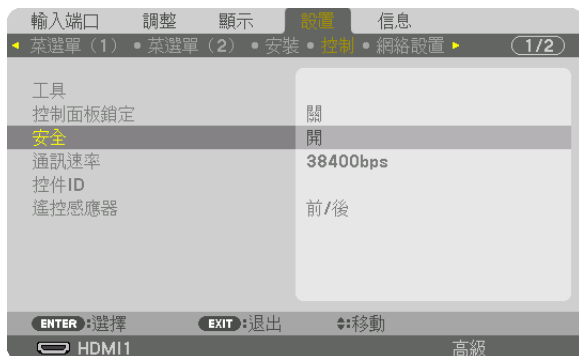 輸入端口 調整 顯示 設置 信息
菜選單（1） • 菜選單（2） • 安裝 • 控制 • 網絡設置 1/2
工具
控制面板鎖定 關
安全 開
通訊速率 38400bps
控件ID
遙控感應器 前/後
ENTER:選擇 EXIT:退出 :移動
HDMI1 高級